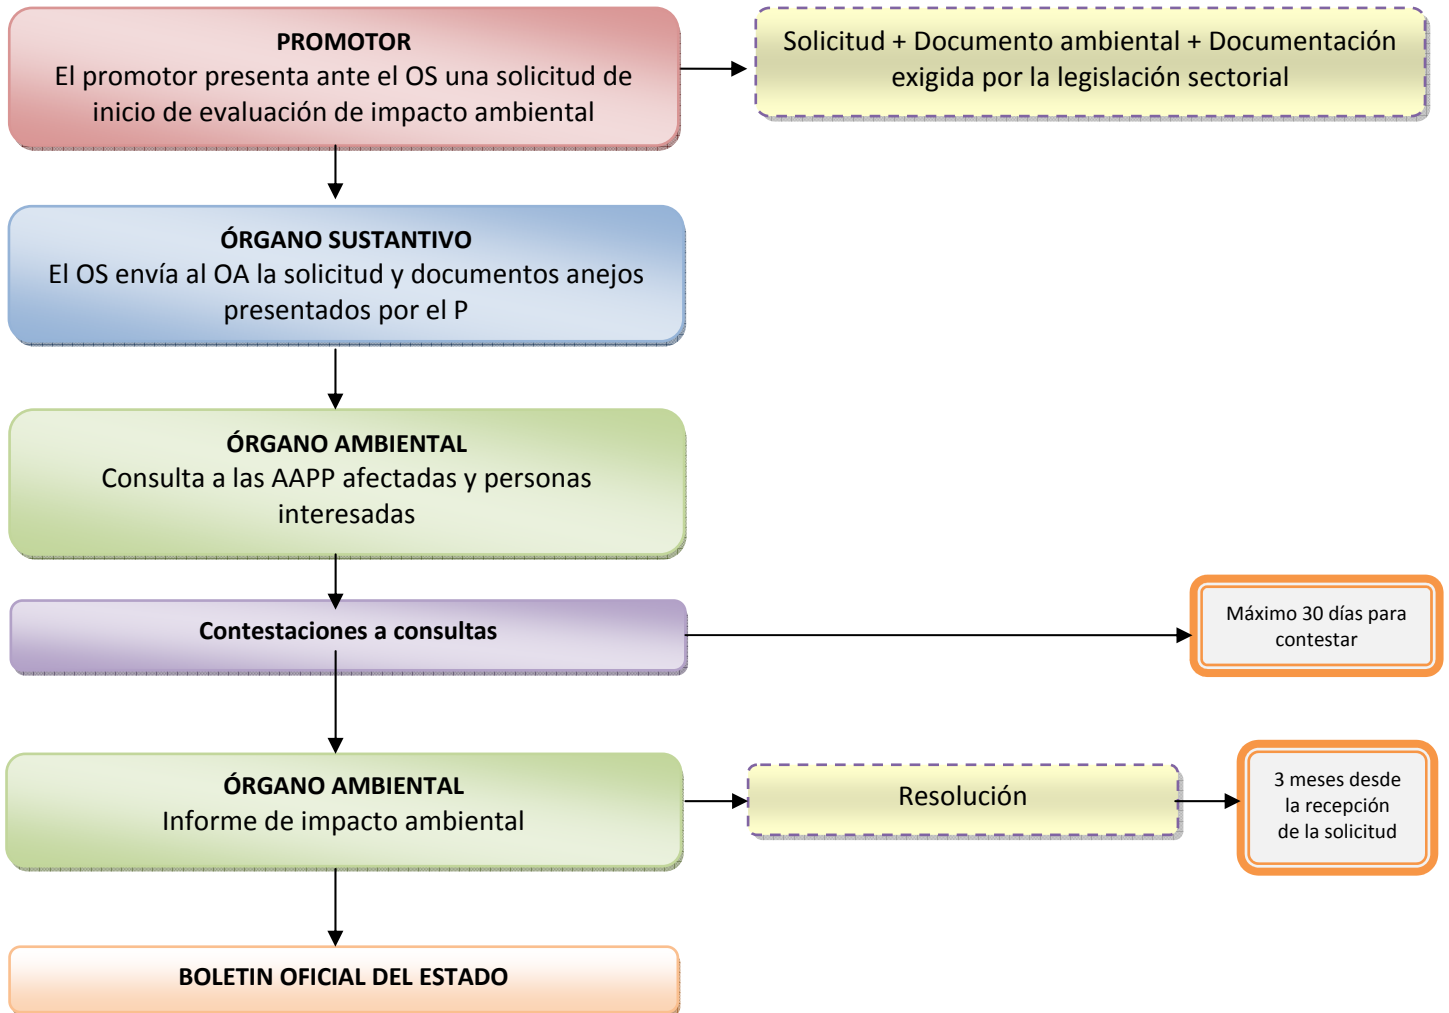 PROMOTOR
El promotor presenta ante el OS una solicitud de
inicio de evaluación de impacto ambiental
Solicitud + Documento ambiental + Documentación
exigida por la legislación sectorial
ÓRGANO SUSTANTIVO
El OS envía al OA la solicitud y documentos anejos
presentados por el P
ÓRGANO AMBIENTAL
Consulta a las AAPP afectadas y personas
interesadas
Contestaciones a consultas
Máximo 30 días para
contestar
ÓRGANO AMBIENTAL
Informe de impacto ambiental
Resolución
3 meses desde
la recepción
de la solicitud
BOLETIN OFICIAL DEL ESTADO